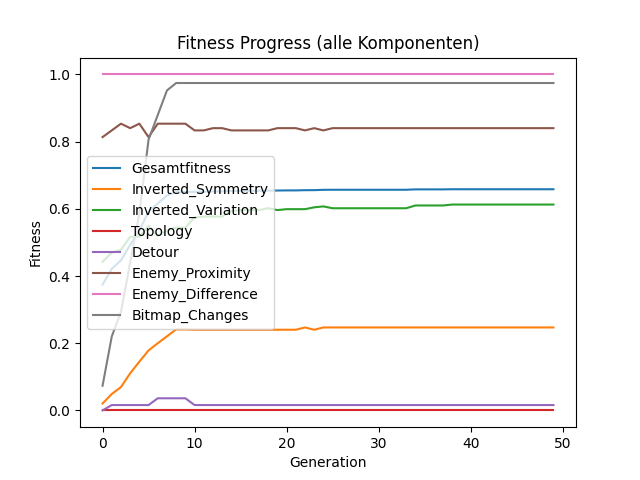 Fitness Progress (alle Komponenten)
1.0
0.8
0.6
0.4
0.2
0.0
Fitness
Gesamtfitness
Inverted_Symmetry
Inverted_Variation
Topology
Detour
Enemy_Proximity
Enemy_Difference
Bitmap_Changes
0 10 20 30 40 50
Generation